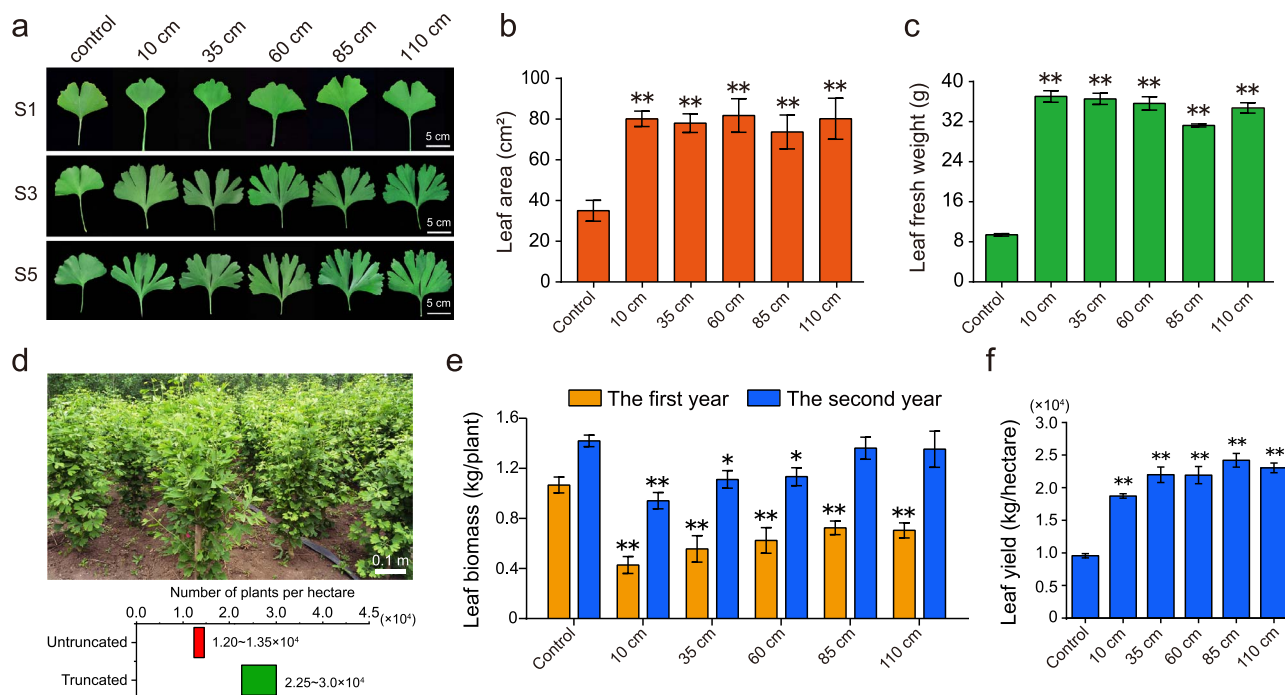 a
control 10 cm 35 cm 60 cm 85 cm 110 cm
S1
5 cm
S3
5 cm
S5
5 cm
b
Leaf area (cm²)
100
80
60
40
20
0
** ** ** ** **
Control 10 cm 35 cm 60 cm 85 cm 110 cm
c
Leaf fresh weight (g)
40
32
24
16
8
0
** ** ** ** **
Control 10 cm 35 cm 60 cm 85 cm 110 cm
d
0.1 m
Number of plants per hectare
0.0 1.0 2.0 3.0 4.5 (×10⁴)
Untruncated
1.20~1.35×10⁴
Truncated
2.25~3.0×10⁴
e
The first year The second year
Leaf biomass (kg/plant)
1.6
1.2
0.8
0.4
0
** ** ** * ** * ** **
Control 10 cm 35 cm 60 cm 85 cm 110 cm
f
(×10⁴)
Leaf yield (kg/hectare)
3.0
2.0
2.0
1.0
1.0
0.0
** ** ** ** **
Control 10 cm 35 cm 60 cm 85 cm 110 cm